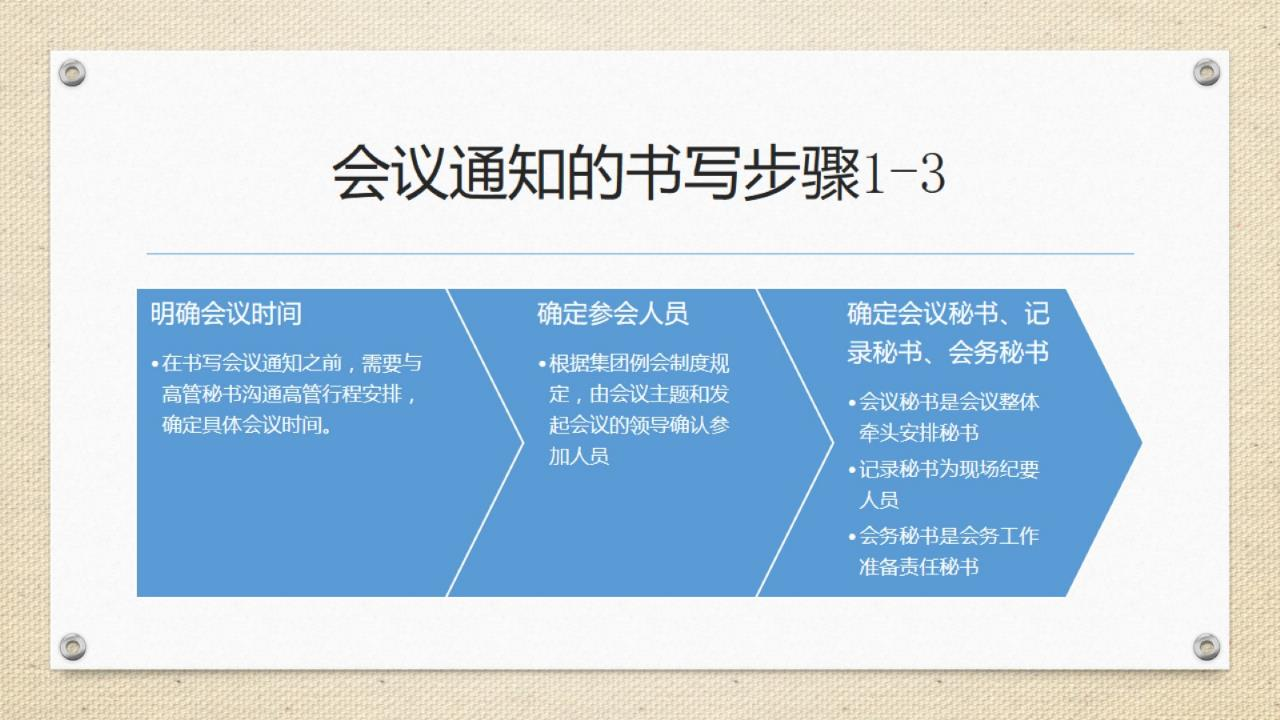 会议通知的书写步骤1-3
明确会议时间
•在书写会议通知之前，需要与
高管秘书沟通高管行程安排，
确定具体会议时间。
确定参会人员
•根据集团例会制度规
定，由会议主题和发
起会议的领导确认参
加人员
确定会议秘书、记
录秘书、会务秘书
•会议秘书是会议整体
牵头安排秘书
•记录秘书为现场纪要
人员
•会务秘书是会务工作
准备责任秘书